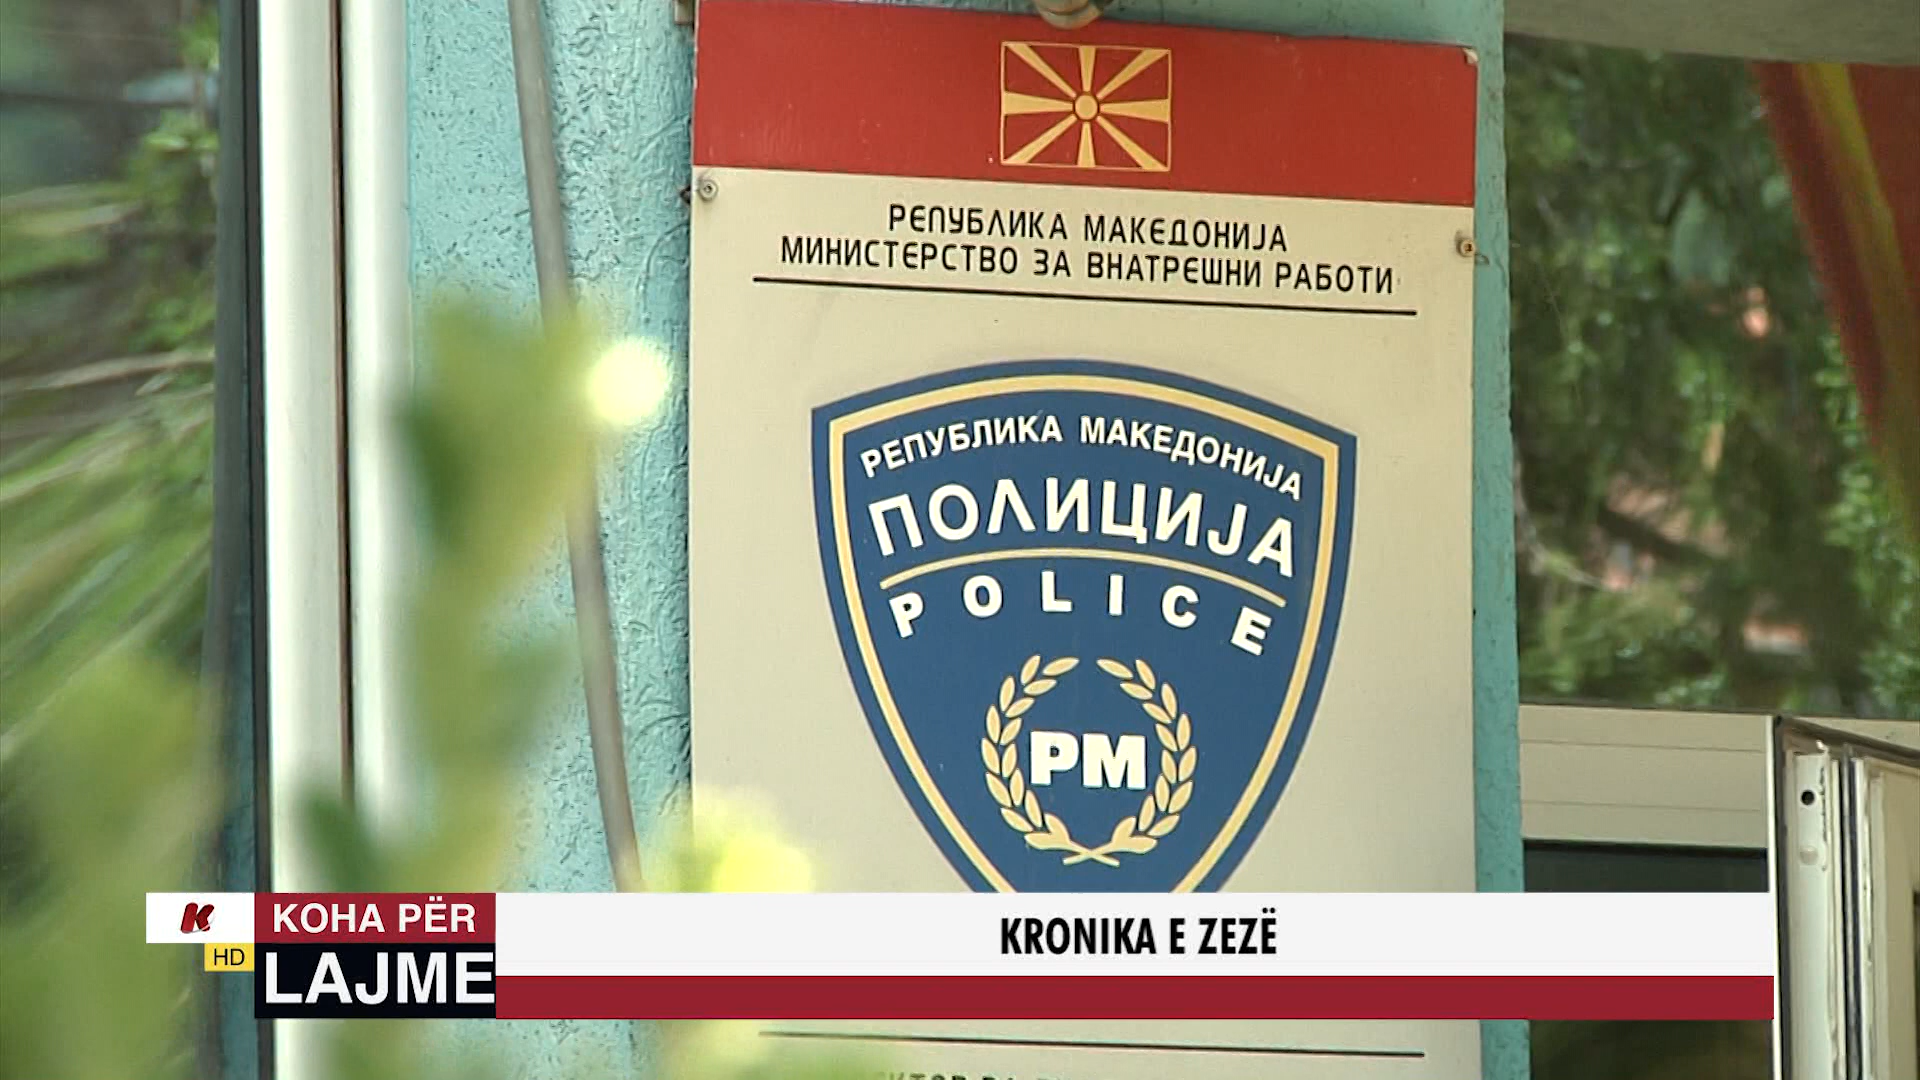 РЕПУБЛИКА МАКЕДОНИЈА
МИНИСТЕРСТВО ЗА ВНАТРЕШНИ РАБОТИ
РЕПУБЛИКА МАКЕДОНИЈА
ПОЛИЦИЈА
POLICE
РМ
K
HD
KOHA PËR
LAJME
KRONIKA E ZEZË